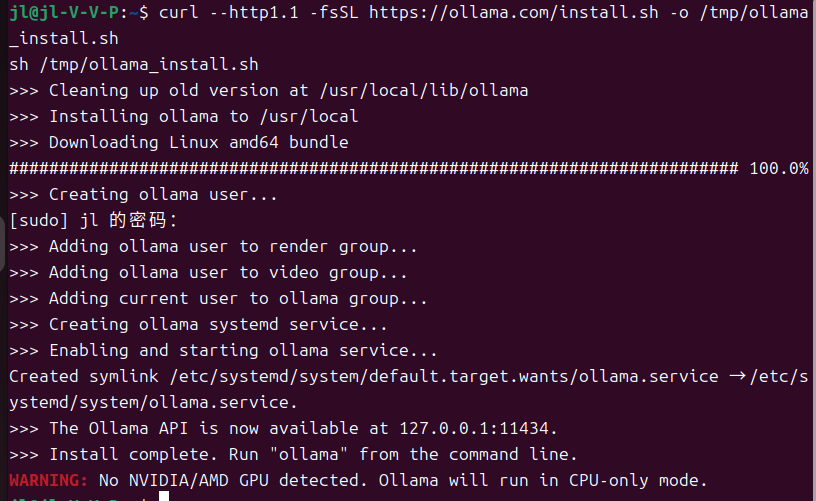 jl@jl-V-V-P:~$ curl --http1.1 -fsSL https://ollama.com/install.sh -o /tmp/ollama
_install.sh
sh /tmp/ollama_install.sh
>>> Cleaning up old version at /usr/local/lib/ollama
>>> Installing ollama to /usr/local
>>> Downloading Linux amd64 bundle
######################################################################### 100.0%
>>> Creating ollama user...
[sudo] jl 的密码：
>>> Adding ollama user to render group...
>>> Adding ollama user to video group...
>>> Adding current user to ollama group...
>>> Creating ollama systemd service...
>>> Enabling and starting ollama service...
Created symlink /etc/systemd/system/default.target.wants/ollama.service → /etc/s
ystemd/system/ollama.service.
>>> The Ollama API is now available at 127.0.0.1:11434.
>>> Install complete. Run "ollama" from the command line.
WARNING: No NVIDIA/AMD GPU detected. Ollama will run in CPU-only mode.